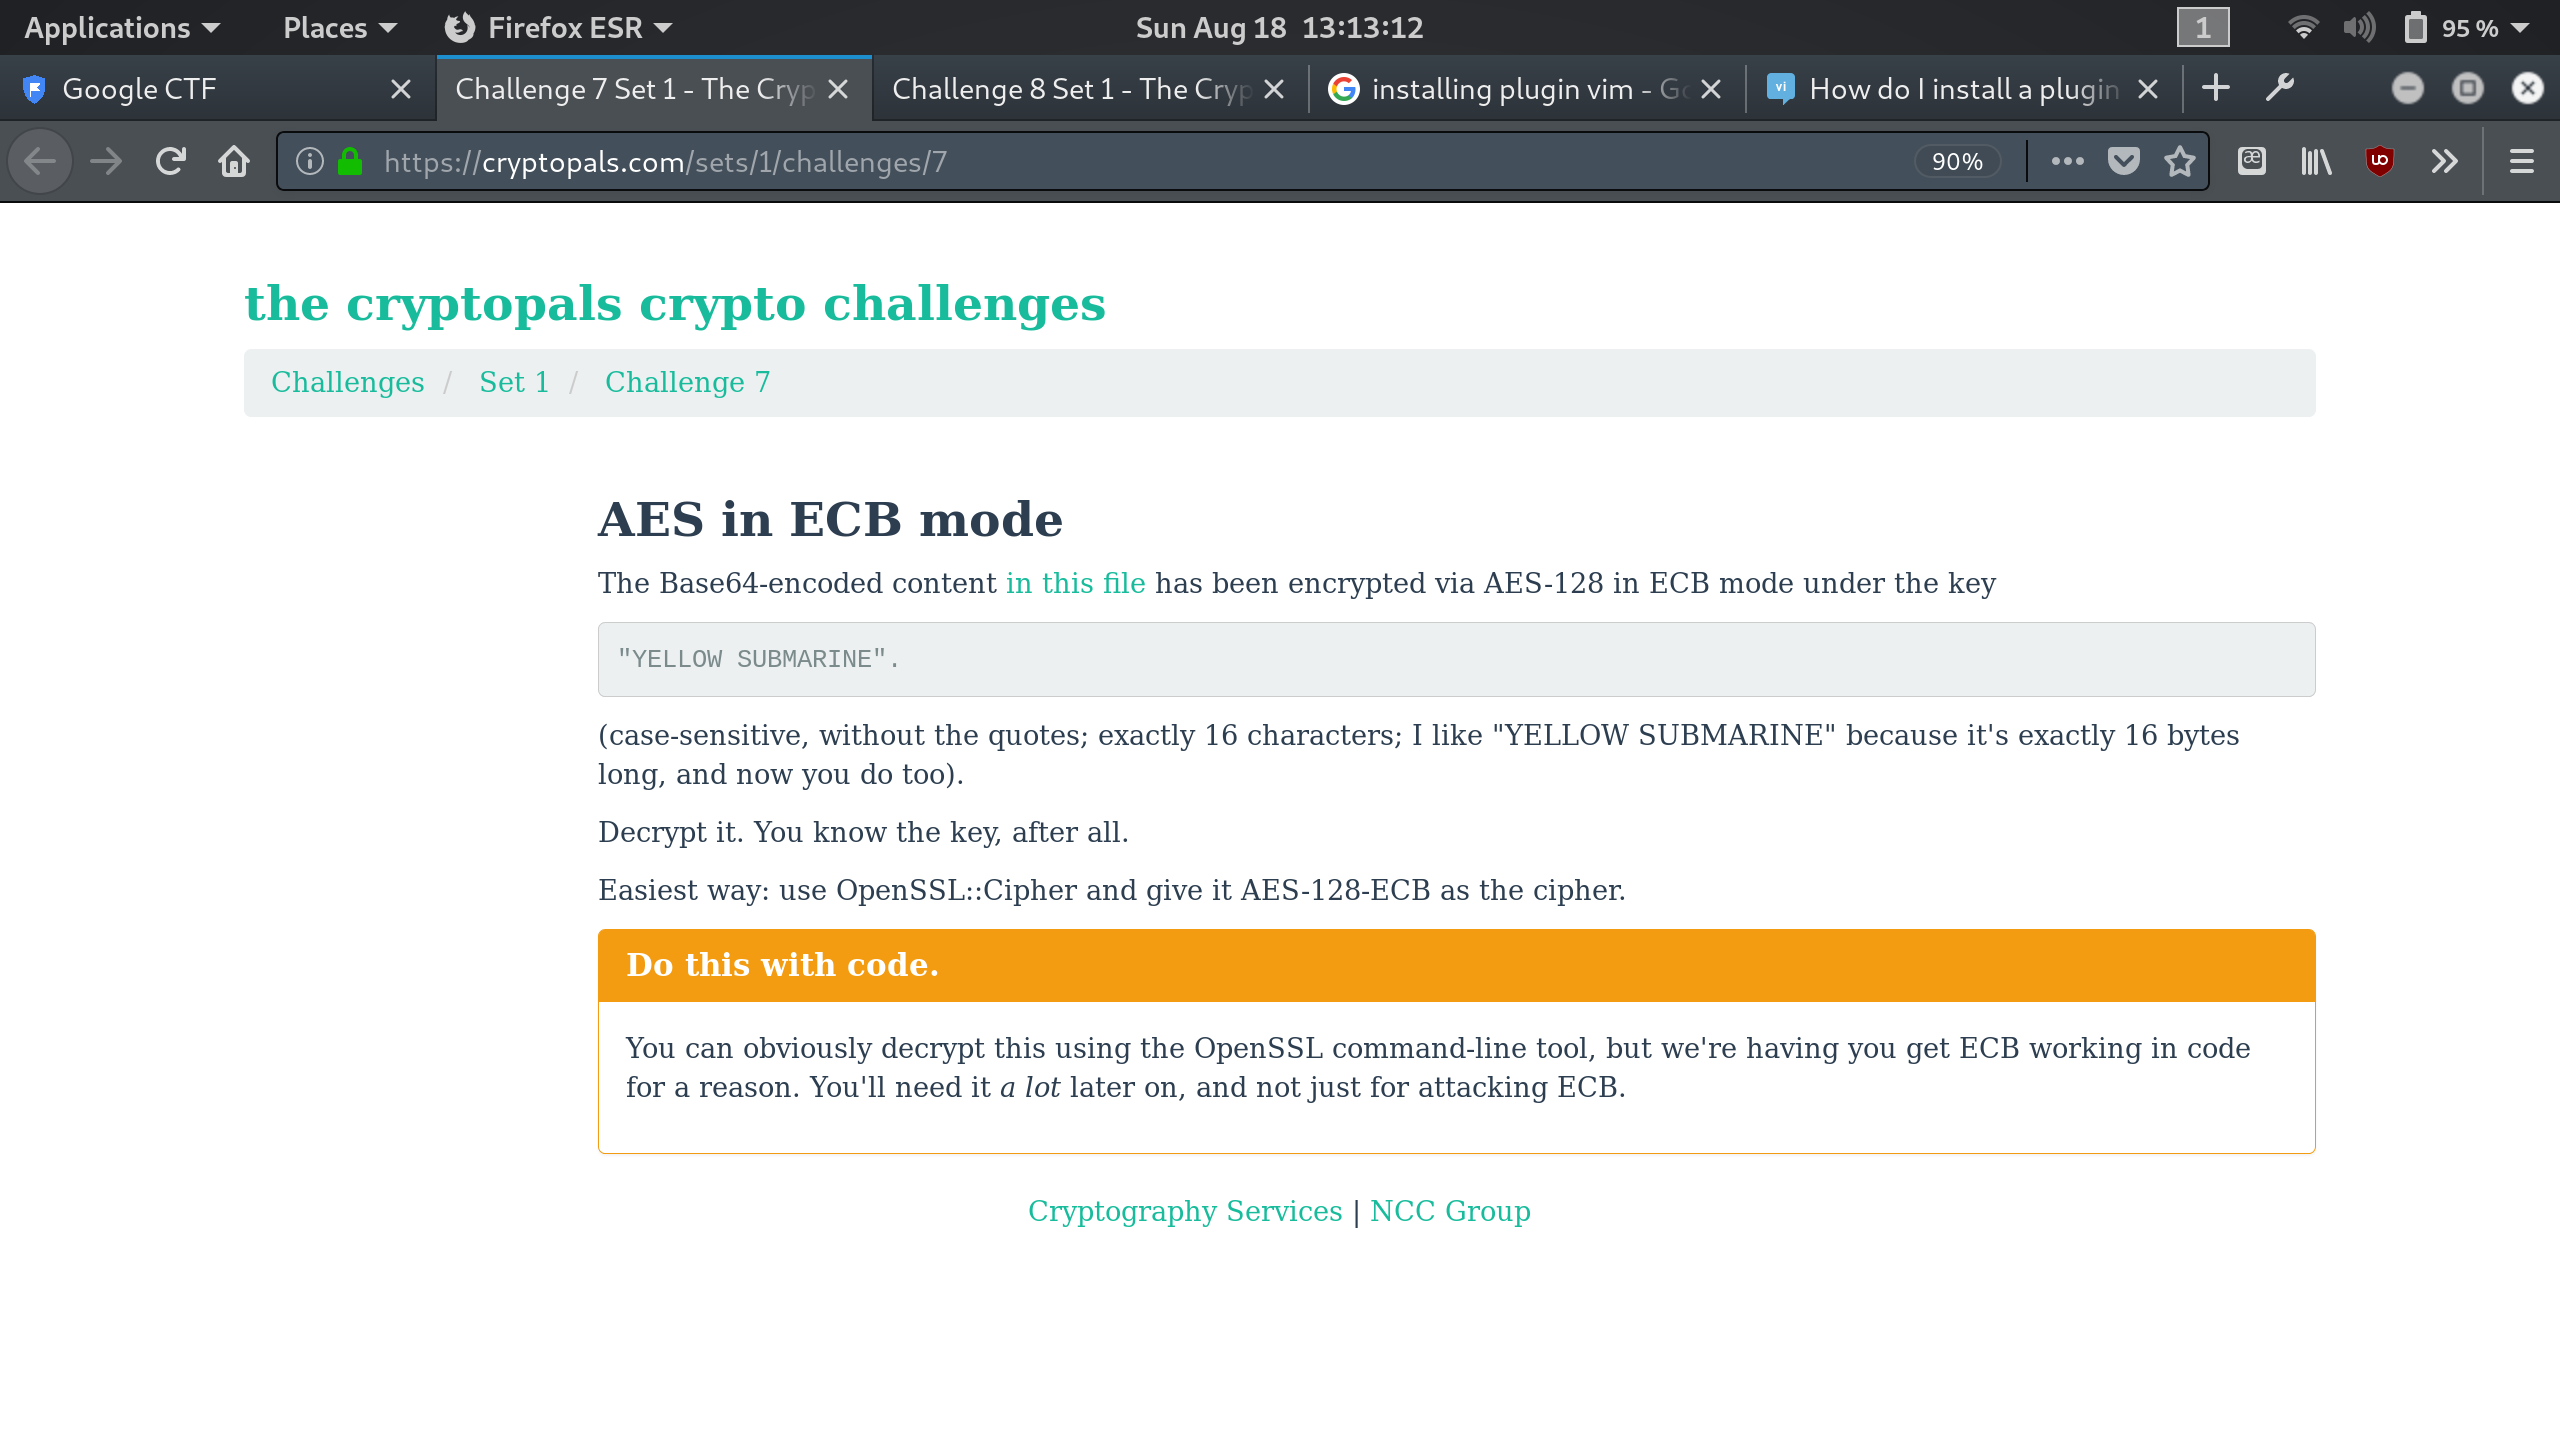 Applications Places Firefox ESR Sun Aug 18 13:13:12 1 95 %
Google CTF Challenge 7 Set 1 - The Cryp Challenge 8 Set 1 - The Cryp installing plugin vim - Go How do I install a plugin
https://cryptopals.com/sets/1/challenges/7 90%
the cryptopals crypto challenges
Challenges / Set 1 / Challenge 7
AES in ECB mode
The Base64-encoded content in this file has been encrypted via AES-128 in ECB mode under the key
"YELLOW SUBMARINE".
(case-sensitive, without the quotes; exactly 16 characters; I like "YELLOW SUBMARINE" because it's exactly 16 bytes
long, and now you do too).
Decrypt it. You know the key, after all.
Easiest way: use OpenSSL::Cipher and give it AES-128-ECB as the cipher.
Do this with code.
You can obviously decrypt this using the OpenSSL command-line tool, but we're having you get ECB working in code
for a reason. You'll need it a lot later on, and not just for attacking ECB.
Cryptography Services | NCC Group